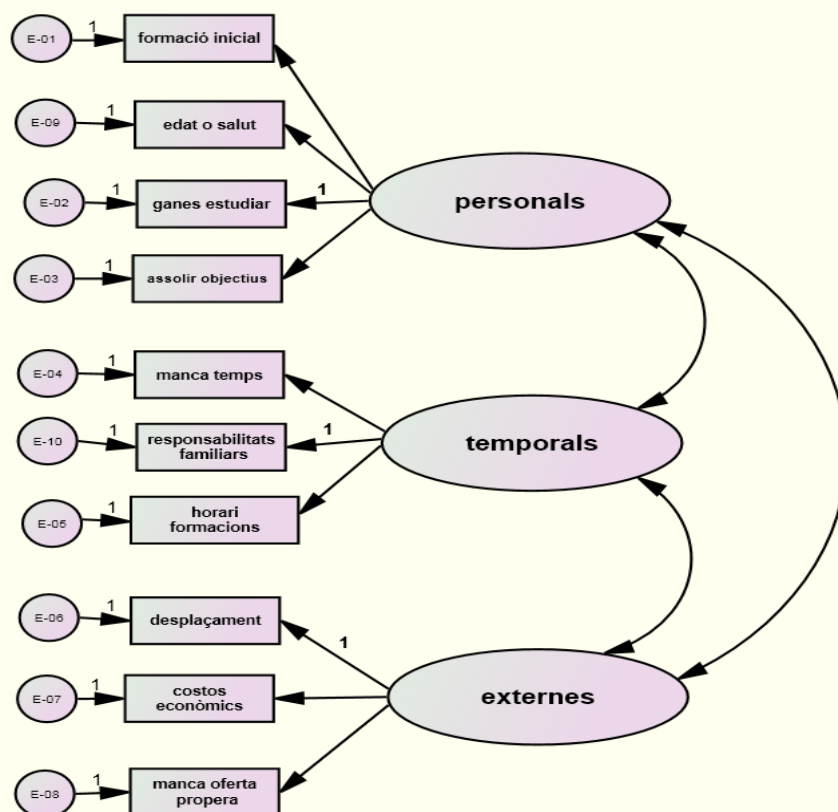 E-01
1
formació inicial
E-09
1
edat o salut
personals
E-02
1
ganes estudiar
1
E-03
1
assolir objectius
E-04
1
manca temps
E-10
1
responsabilitats
familiars
1
temporals
E-05
1
horari
formacions
E-06
1
desplaçament
1
E-07
1
costos
econòmics
externes
E-08
1
manca oferta
propera